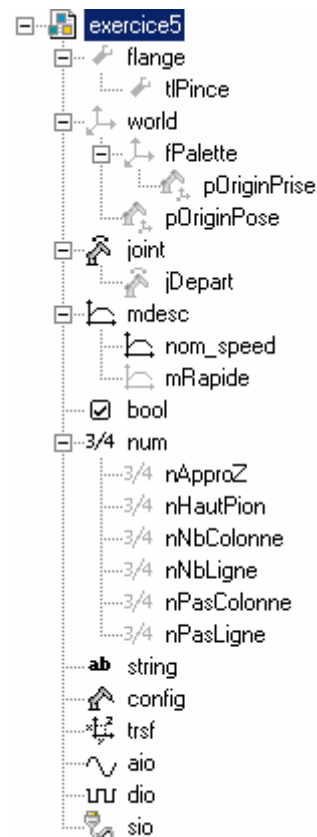 exercice5
flange
tlPince
world
fPalette
pOriginPrise
pOriginPose
joint
jDepart
mdesc
nom_speed
mRapide
bool
3/4 num
3/4 nApproZ
3/4 nHautPion
3/4 nNbColonne
3/4 nNbLigne
3/4 nPasColonne
3/4 nPasLigne
ab string
config
trsf
aio
dio
sio